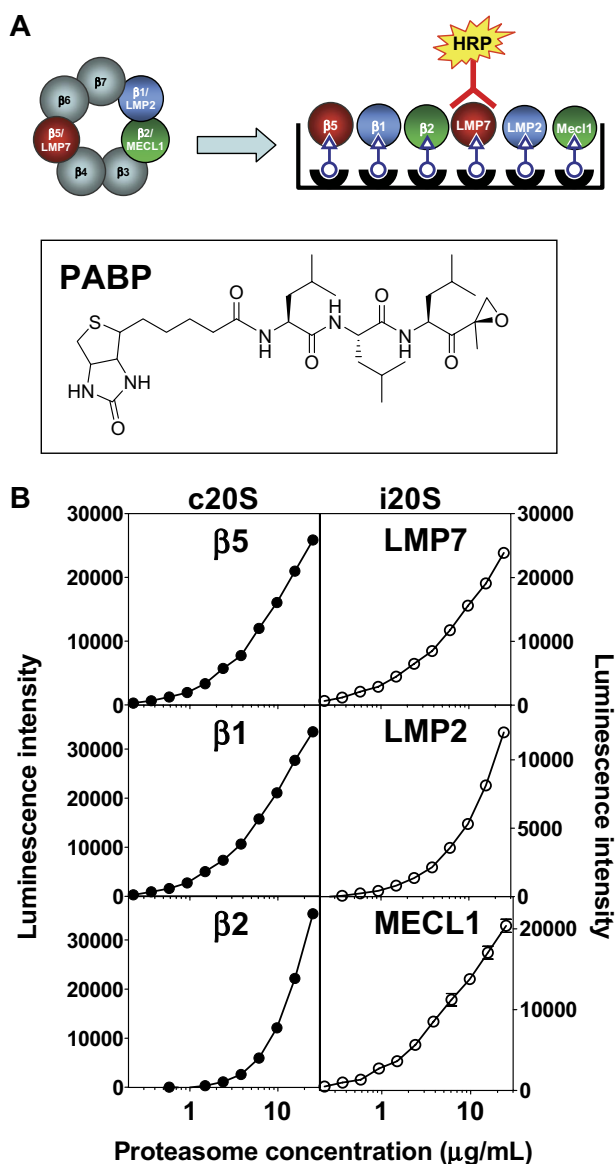 A
HRP
β7
β1/
LMP2
β6
β5/
LMP7
β2/
MECL1
β4
β3
β5
β1
β2
LMP7
LMP2
Mecl1
PABP
O
S
HN
NH
O
N
H
O
H
N
O
N
H
O
O
B
c20S
i20S
30000
20000
10000
0
β5
LMP7
30000
20000
10000
0
30000
20000
10000
0
β1
LMP2
10000
5000
0
30000
20000
10000
0
β2
MECL1
20000
10000
0
Luminescence intensity
Luminescence intensity
1
10
1
10
Proteasome concentration (μg/mL)